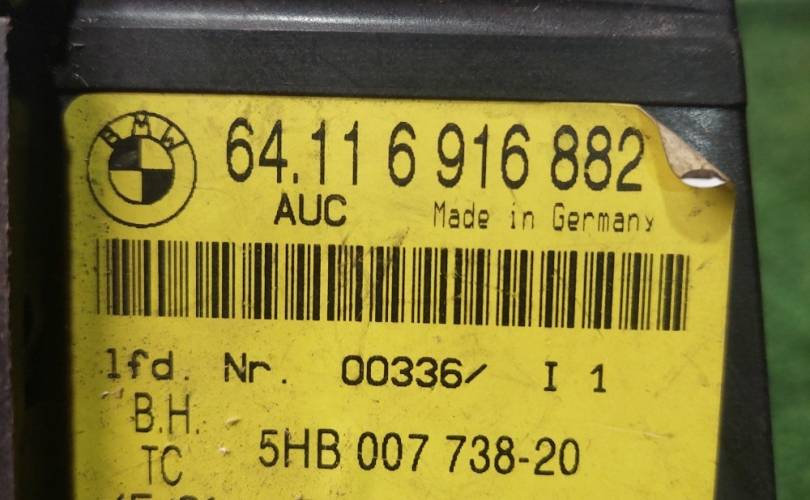 BMW
64.11 6 916 882
AUC Made in Germany
lfd. Nr. 00336/ I 1
B.H.
TC 5HB 007 738-20